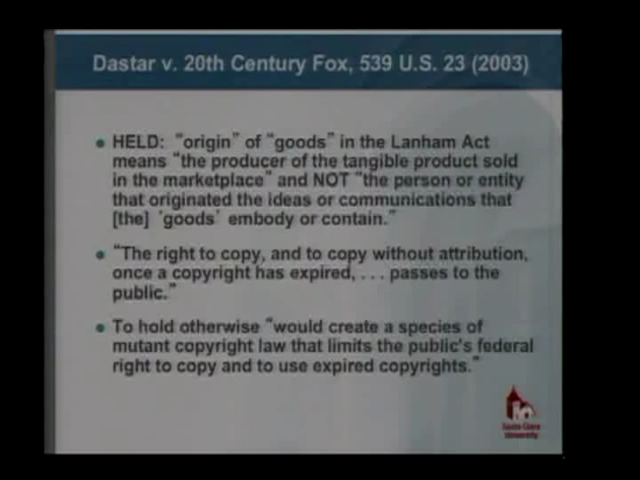 Dastar v. 20th Century Fox, 539 U.S. 23 (2003)
HELD: "origin" of "goods" in the Lanham Act
means "the producer of the tangible product sold
in the marketplace" and NOT "the person or entity
that originated the ideas or communications that
[the] 'goods' embody or contain."
"The right to copy, and to copy without attribution,
once a copyright has expired, . . . passes to the
public."
To hold otherwise "would create a species of
mutant copyright law that limits the public's federal
right to copy and to use expired copyrights."
Santa Clara
University